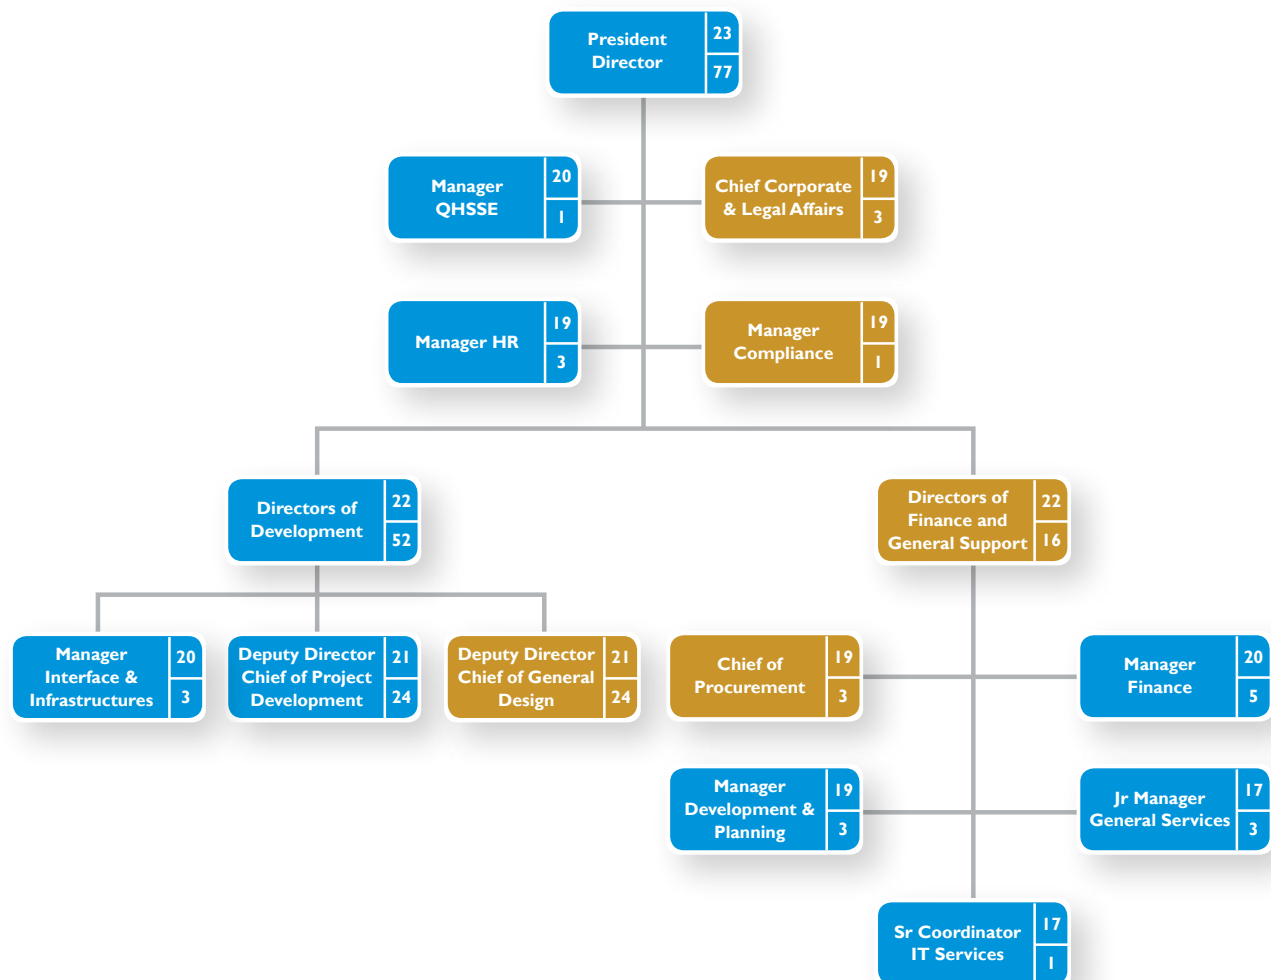 President
Director
23
77
Manager
QHSSE
20
1
Chief Corporate
& Legal Affairs
19
3
Manager HR
19
3
Manager
Compliance
19
1
Directors of
Development
22
52
Directors of
Finance and
General Support
22
16
Manager
Interface &
Infrastructures
20
3
Deputy Director
Chief of Project
Development
21
24
Deputy Director
Chief of General
Design
21
24
Chief of
Procurement
19
3
Manager
Finance
20
5
Manager
Development &
Planning
19
3
Jr Manager
General Services
17
3
Sr Coordinator
IT Services
17
1